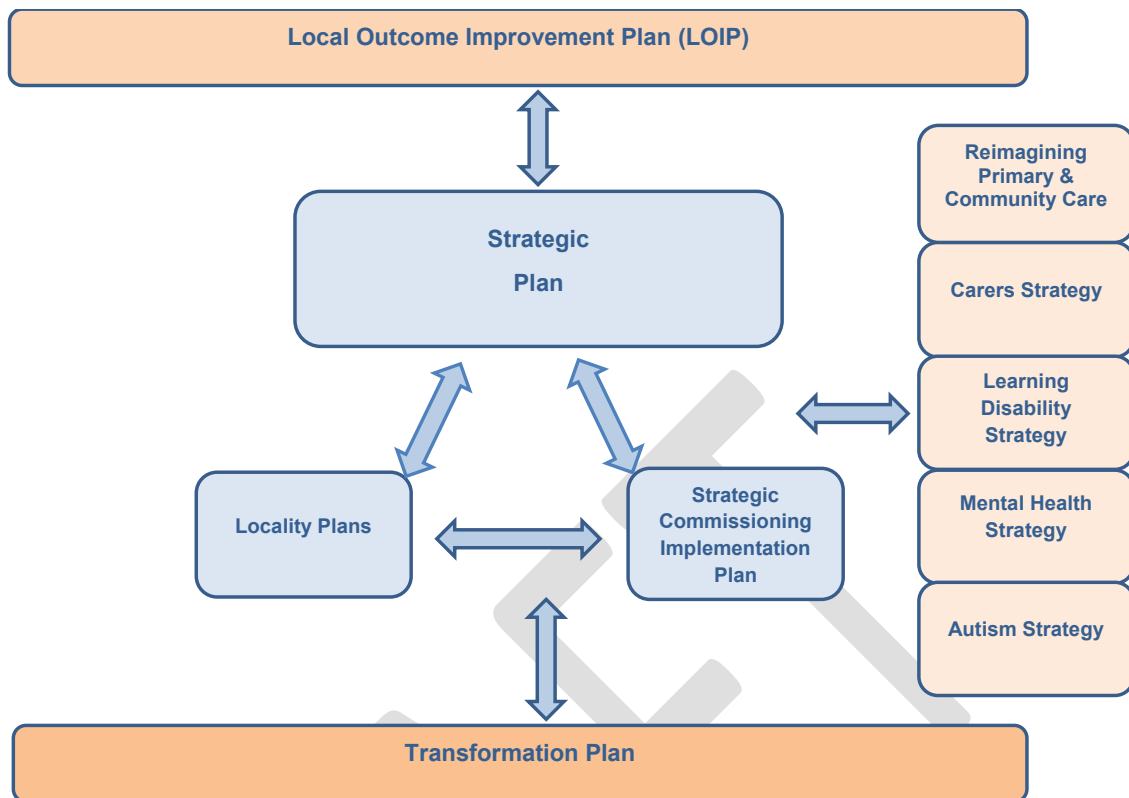 Local Outcome Improvement Plan (LOIP)
Strategic
Plan
Reimagining
Primary &
Community Care
Carers Strategy
Learning
Disability
Strategy
Mental Health
Strategy
Autism Strategy
Locality Plans
Strategic
Commissioning
Implementation
Plan
Transformation Plan